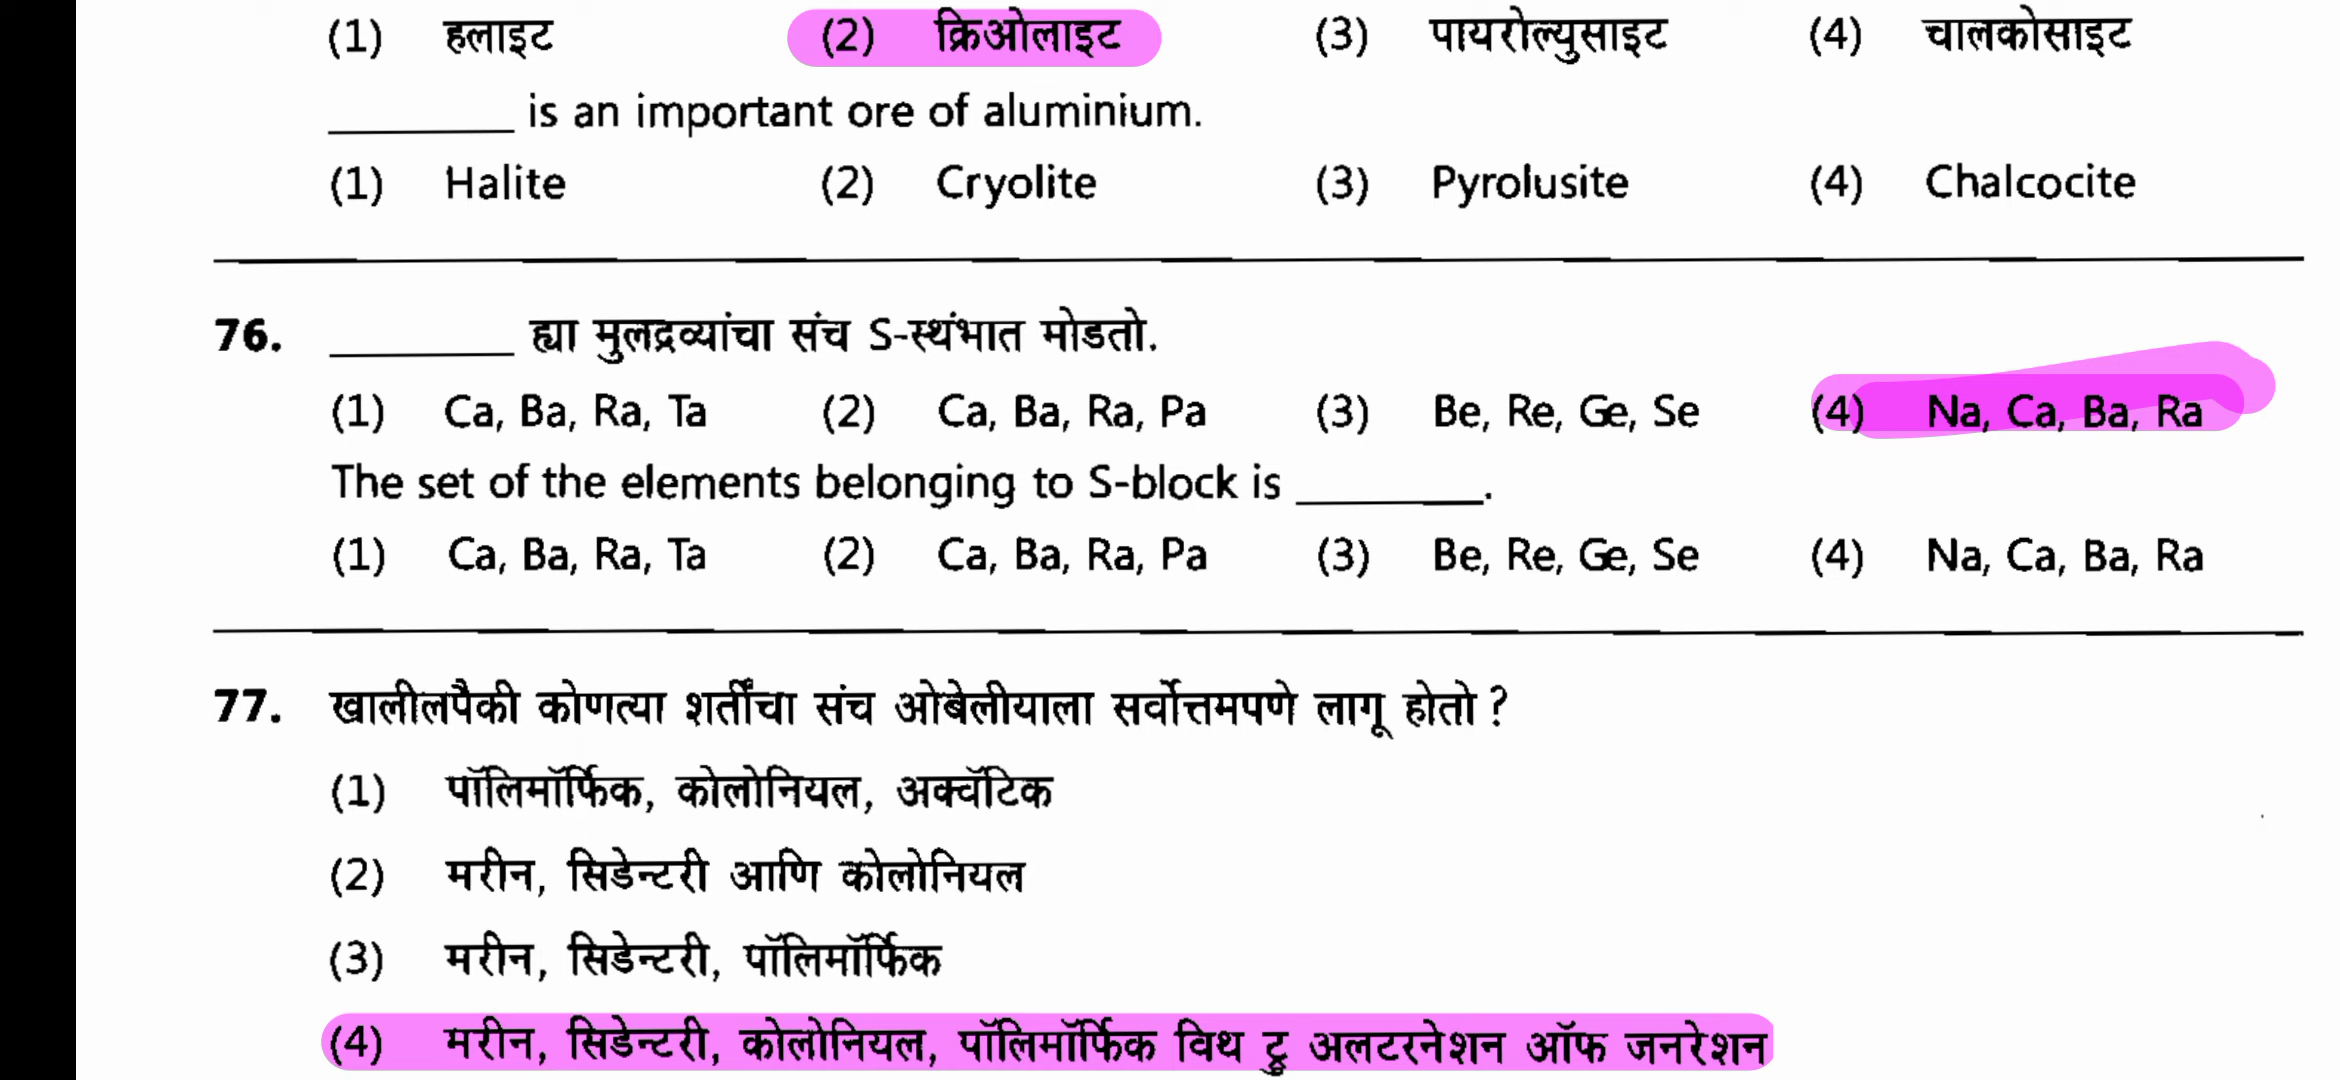 (1) हलाइट (2) क्रिओलाइट (3) पायरोल्युसाइट (4) चालकोसाइट
________ is an important ore of aluminium.
(1) Halite (2) Cryolite (3) Pyrolusite (4) Chalcocite
76. ________ ह्या मुलद्रव्यांचा संच S-स्थंभात मोडतो.
(1) Ca, Ba, Ra, Ta (2) Ca, Ba, Ra, Pa (3) Be, Re, Ge, Se (4) Na, Ca, Ba, Ra
The set of the elements belonging to S-block is ________.
(1) Ca, Ba, Ra, Ta (2) Ca, Ba, Ra, Pa (3) Be, Re, Ge, Se (4) Na, Ca, Ba, Ra
77. खालीलपैकी कोणत्या शर्तींचा संच ओबेलीयाला सर्वोत्तमपणे लागू होतो ?
(1) पॉलिमॉर्फिक, कोलोनियल, अक्वॅटिक
(2) मरीन, सिडेन्टरी आणि कोलोनियल
(3) मरीन, सिडेन्टरी, पॉलिमॉर्फिक
(4) मरीन, सिडेन्टरी, कोलोनियल, पॉलिमॉर्फिक विथ ट्रु अलटरनेशन ऑफ जनरेशन